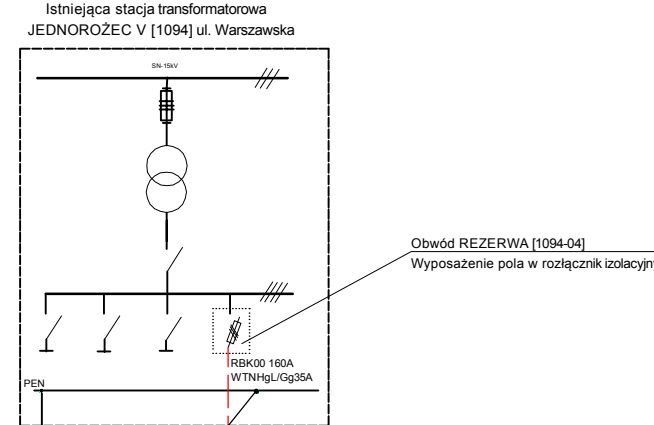 Istniejąca stacja transformatorowa
JEDNOROŻEC V [1094] ul. Warszawska
SN-15kV
Obwód REZERWA [1094-04]
Wyposażenie pola w rozłącznik izolacyjn
RBK00 160A
WTNHgL/Gg35A
PEN